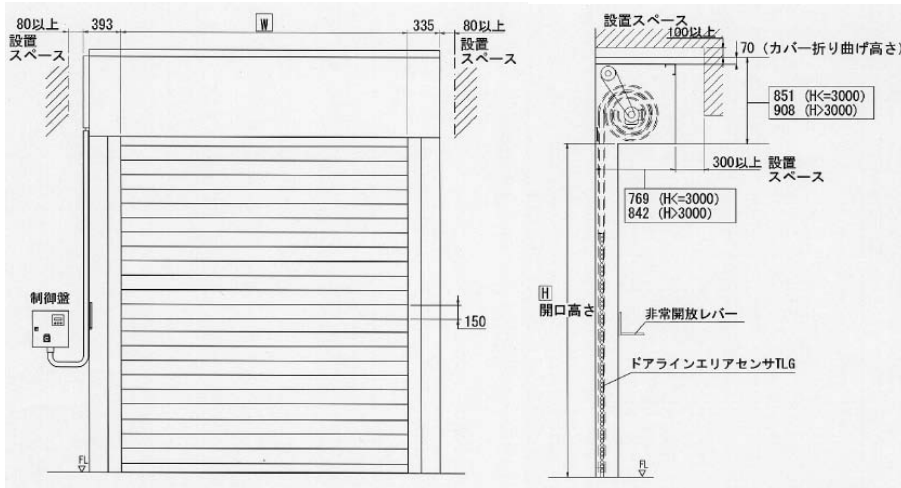 80以上
設置
スペース
393
W
335
80以上
設置
スペース
制御盤
150
FL
設置スペース
100以上
70 (カバー折り曲げ高さ)
851 (H<=3000)
908 (H>3000)
300以上 設置
スペース
769 (H<=3000)
842 (H>3000)
H
開口高さ
非常開放レバー
ドアラインエリアセンサTLG
FL